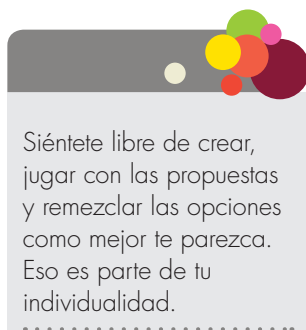 Siéntete libre de crear,
jugar con las propuestas
y remezclar las opciones
como mejor te parezca.
Eso es parte de tu
individualidad.